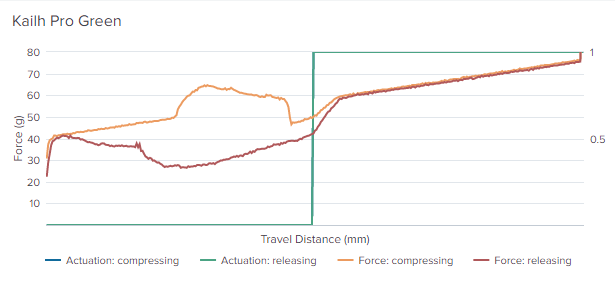 Kailh Pro Green
80
70
60
50
40
30
20
10
Force (g)
1
0.5
Travel Distance (mm)
Actuation: compressing
Actuation: releasing
Force: compressing
Force: releasing